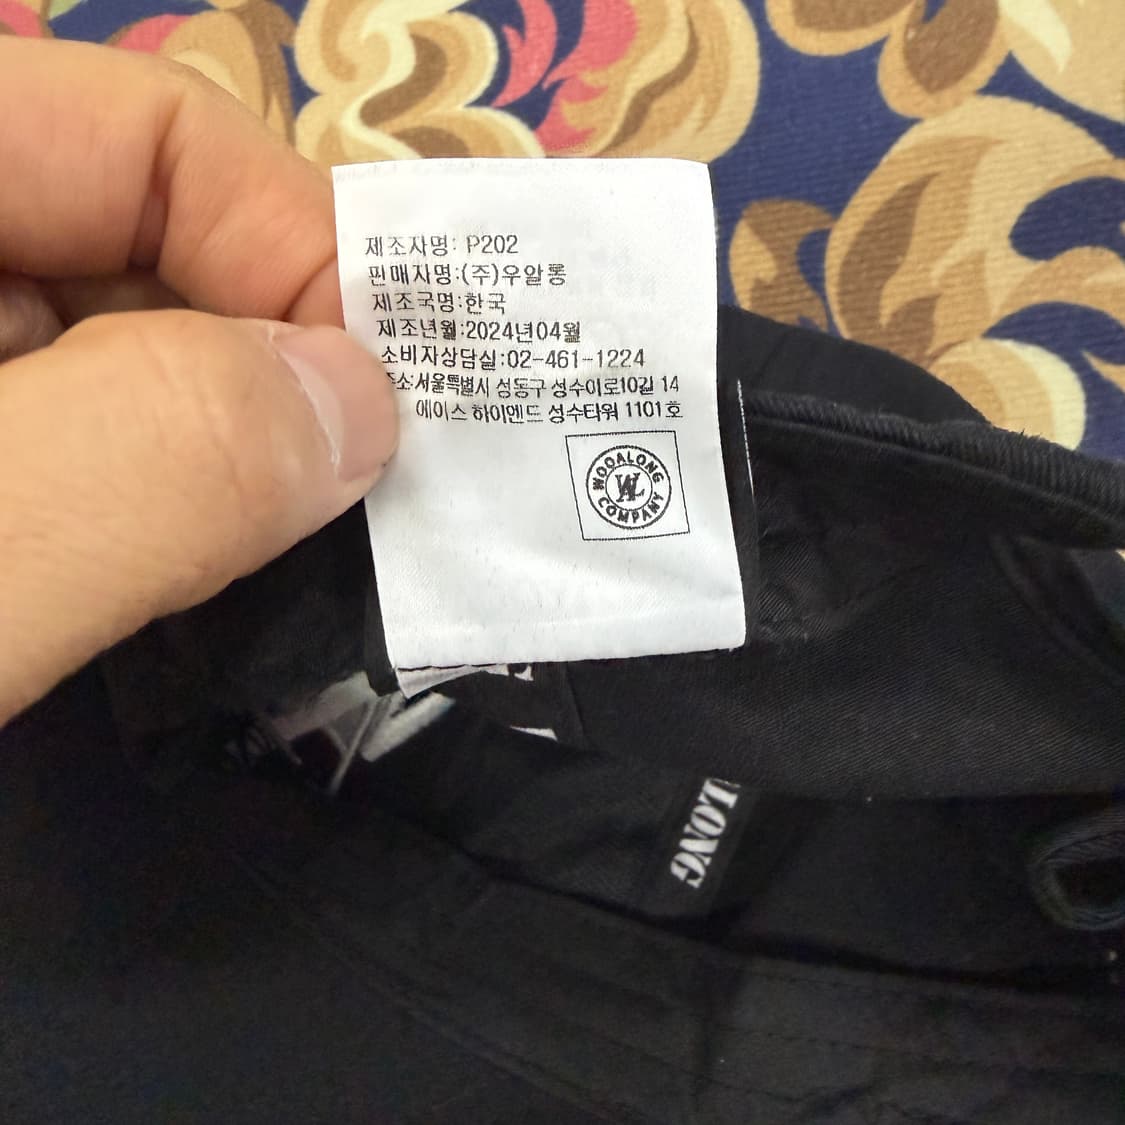 제조자명: P202
판매자명:(주)우알롱
제조국명:한국
제조년월:2024년04월
소비자상담실:02-461-1224
주소:서울특별시 성동구 성수이로10길 14
에이스 하이엔드 성수타워 1101호
WOOALONG
WL
COMPANY
LONG